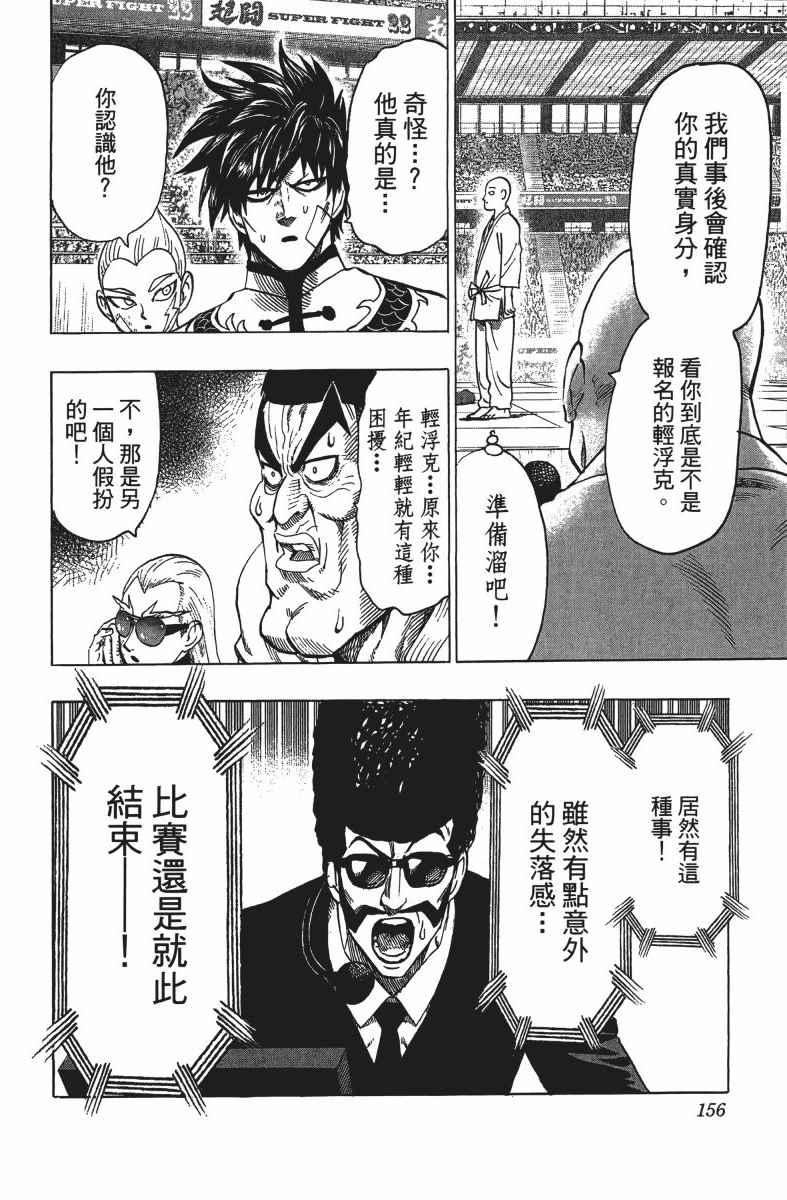 我們事後會確認
你的真實身分，
看你到底是不是
報名的輕浮克。
準備溜吧！
SUPER FIGHT 22
超鬪
SUPER FIGHT 22
奇怪…？
他真的是…
你認識他？
輕浮克…原來你…
年紀輕輕就有這種
困擾…
不，那是另
一個人假扮
的吧！
居然有這
種事！
雖然有點意外
的失落感…
比賽還是就此
結束——！
156